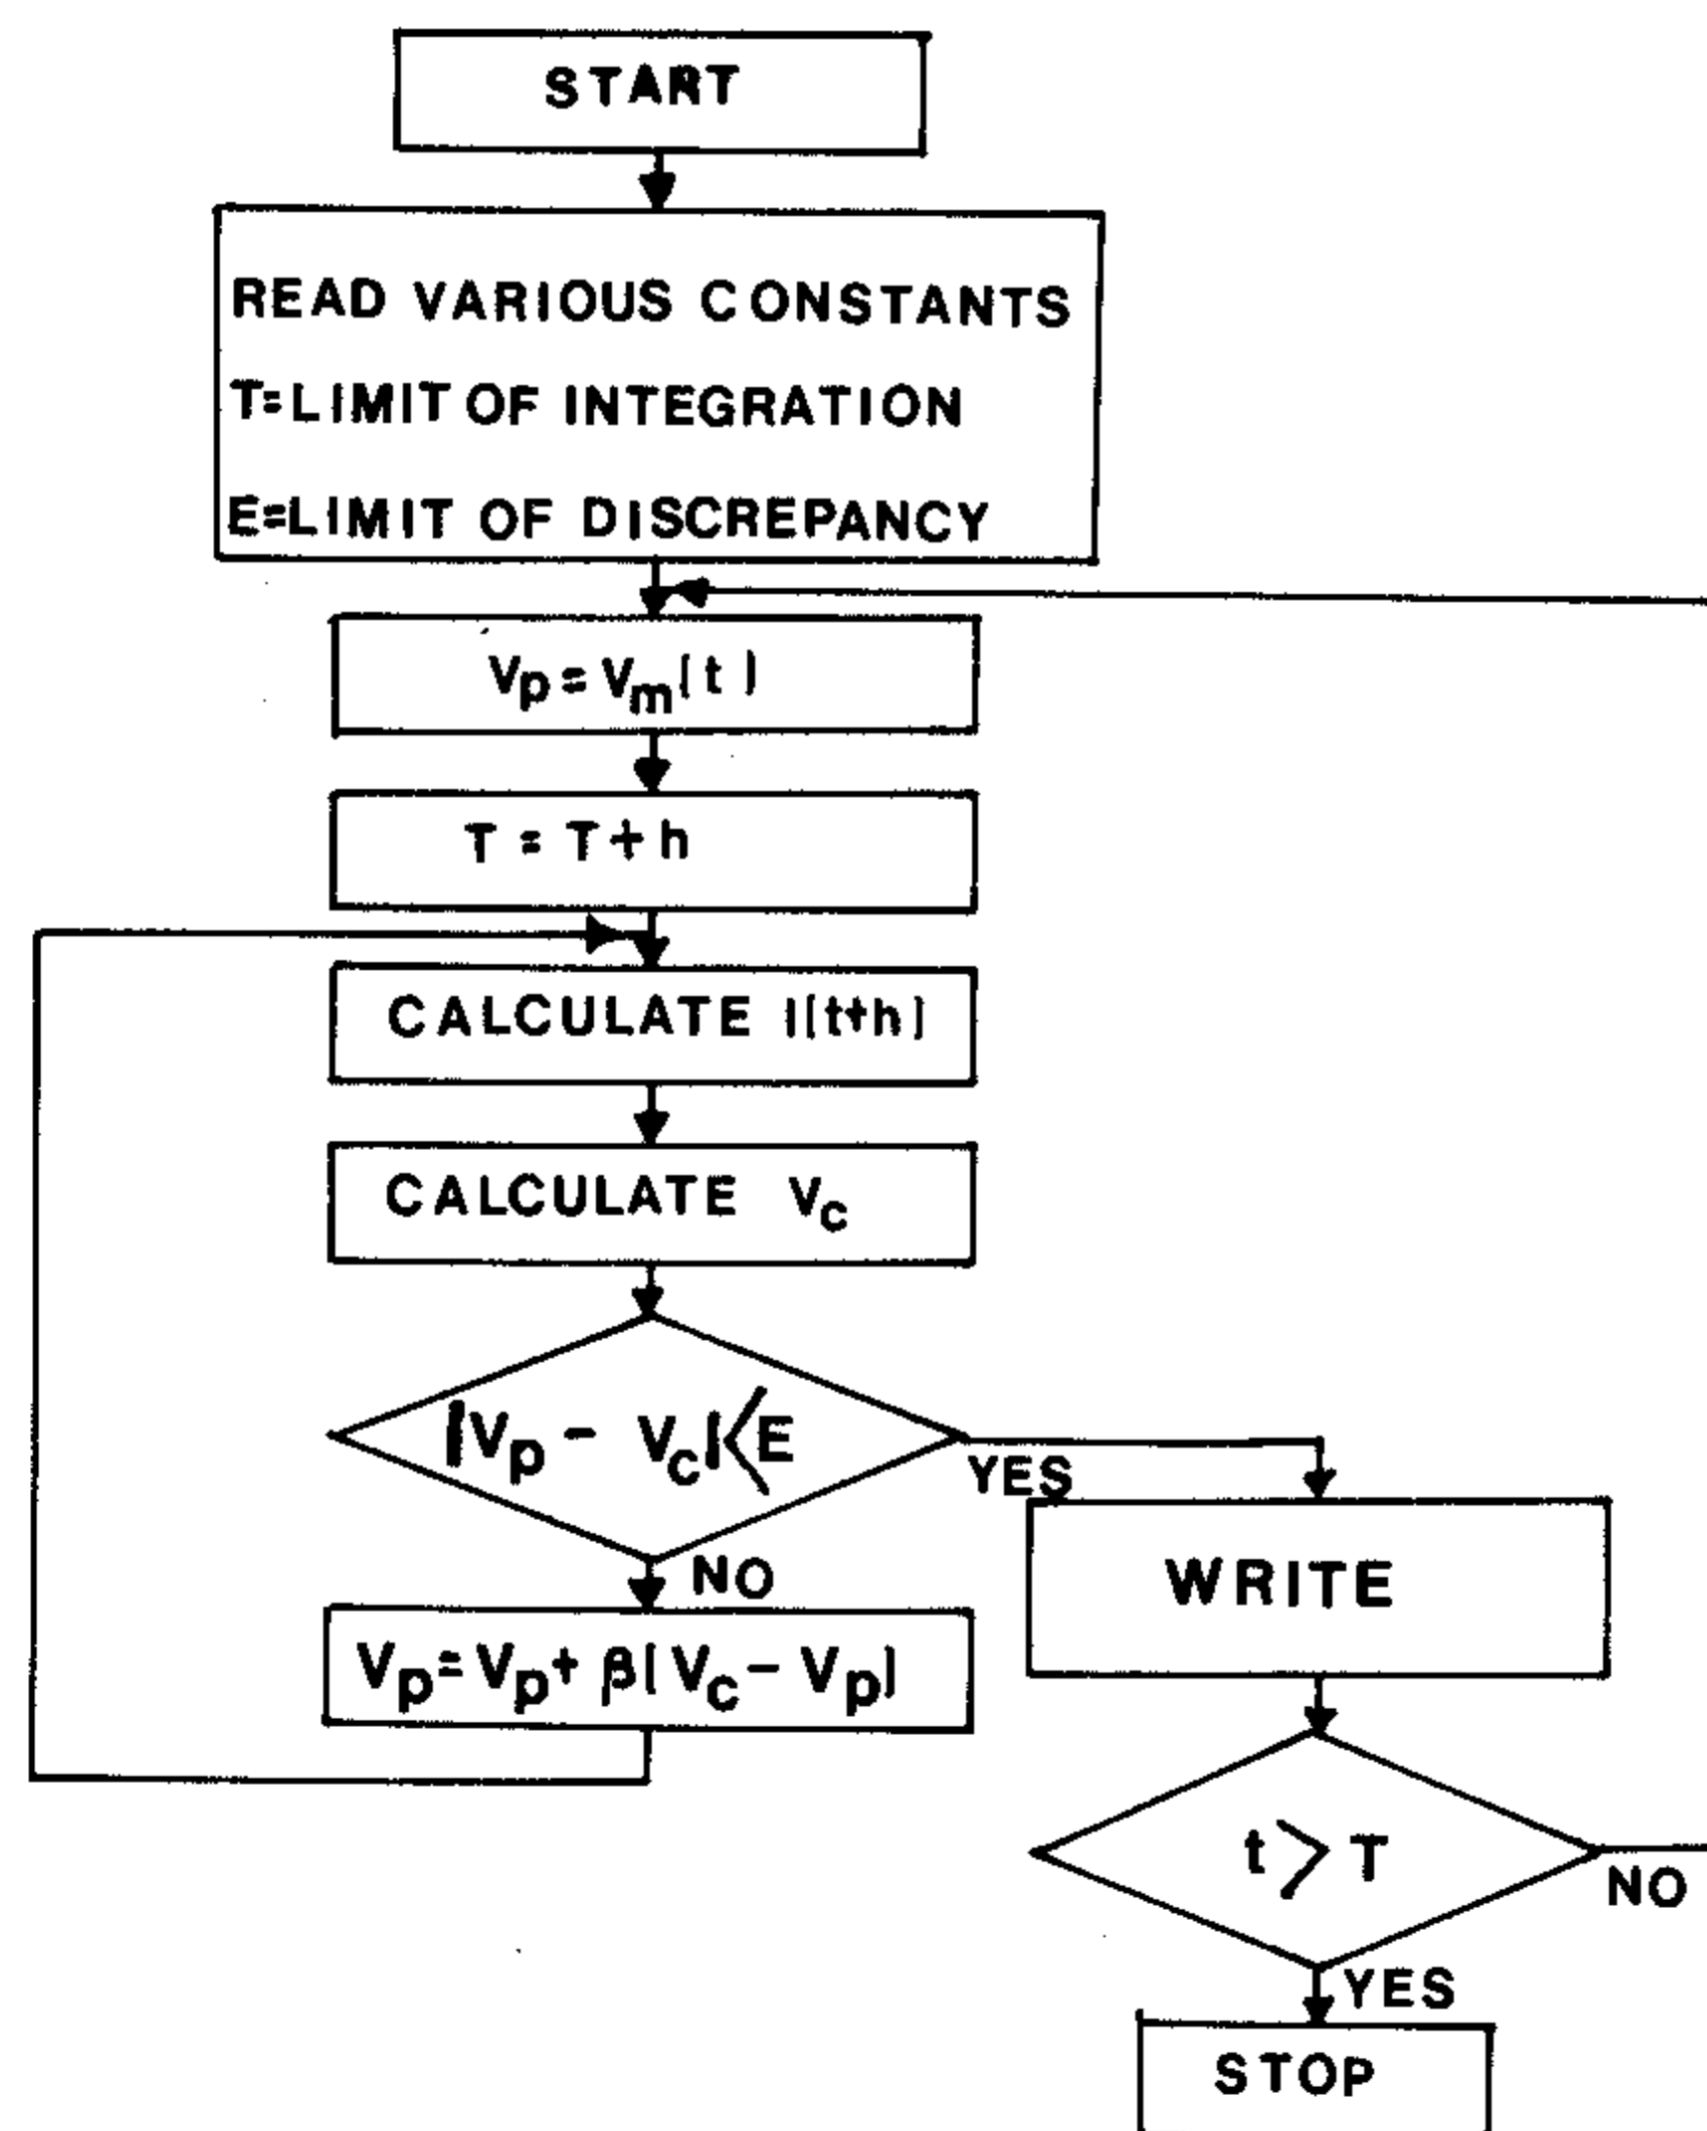 START
READ VARIOUS CONSTANTS
T=LIMIT OF INTEGRATION
E=LIMIT OF DISCREPANCY
Vp = Vm(t)
T = T+h
CALCULATE I(t+h)
CALCULATE Vc
|Vp - Vc|<E
YES
NO
Vp = Vp + β(Vc - Vp)
WRITE
t > T
NO
YES
STOP